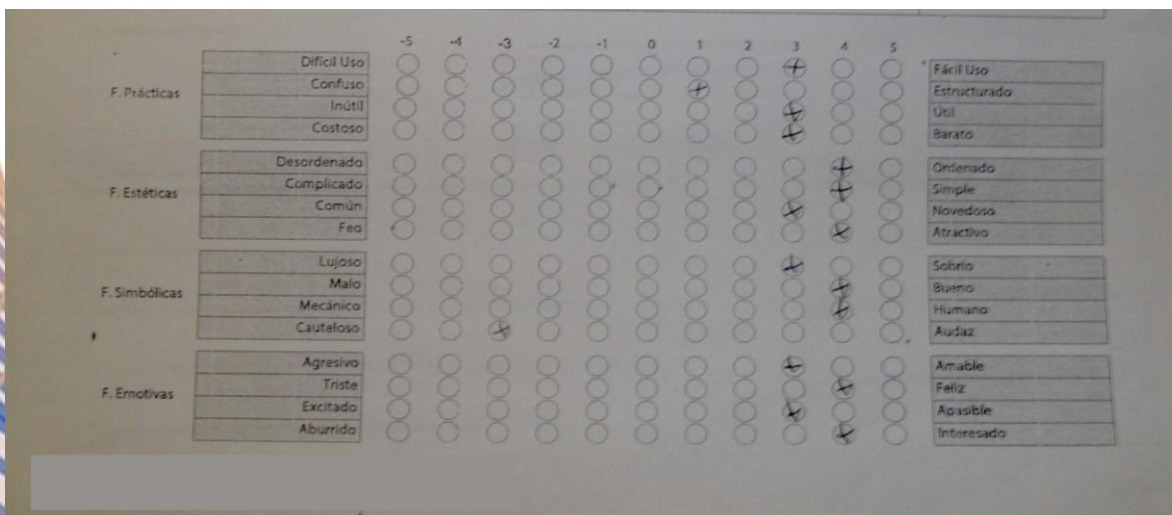 -5 -4 -3 -2 -1 0 1 2 3 4 5
Difícil Uso Fácil Uso
F. Prácticas Confuso Estructurado
Inútil Útil
Costoso Barato
Desordenado Ordenado
F. Estéticas Complicado Simple
Común Novedoso
Feo Atractivo
Lujoso Sobrio
F. Simbólicas Malo Bueno
Mecánico Humano
Cauteloso Audaz
Agresivo Amable
F. Emotivas Triste Feliz
Excitado Apasible
Aburrido Interesado